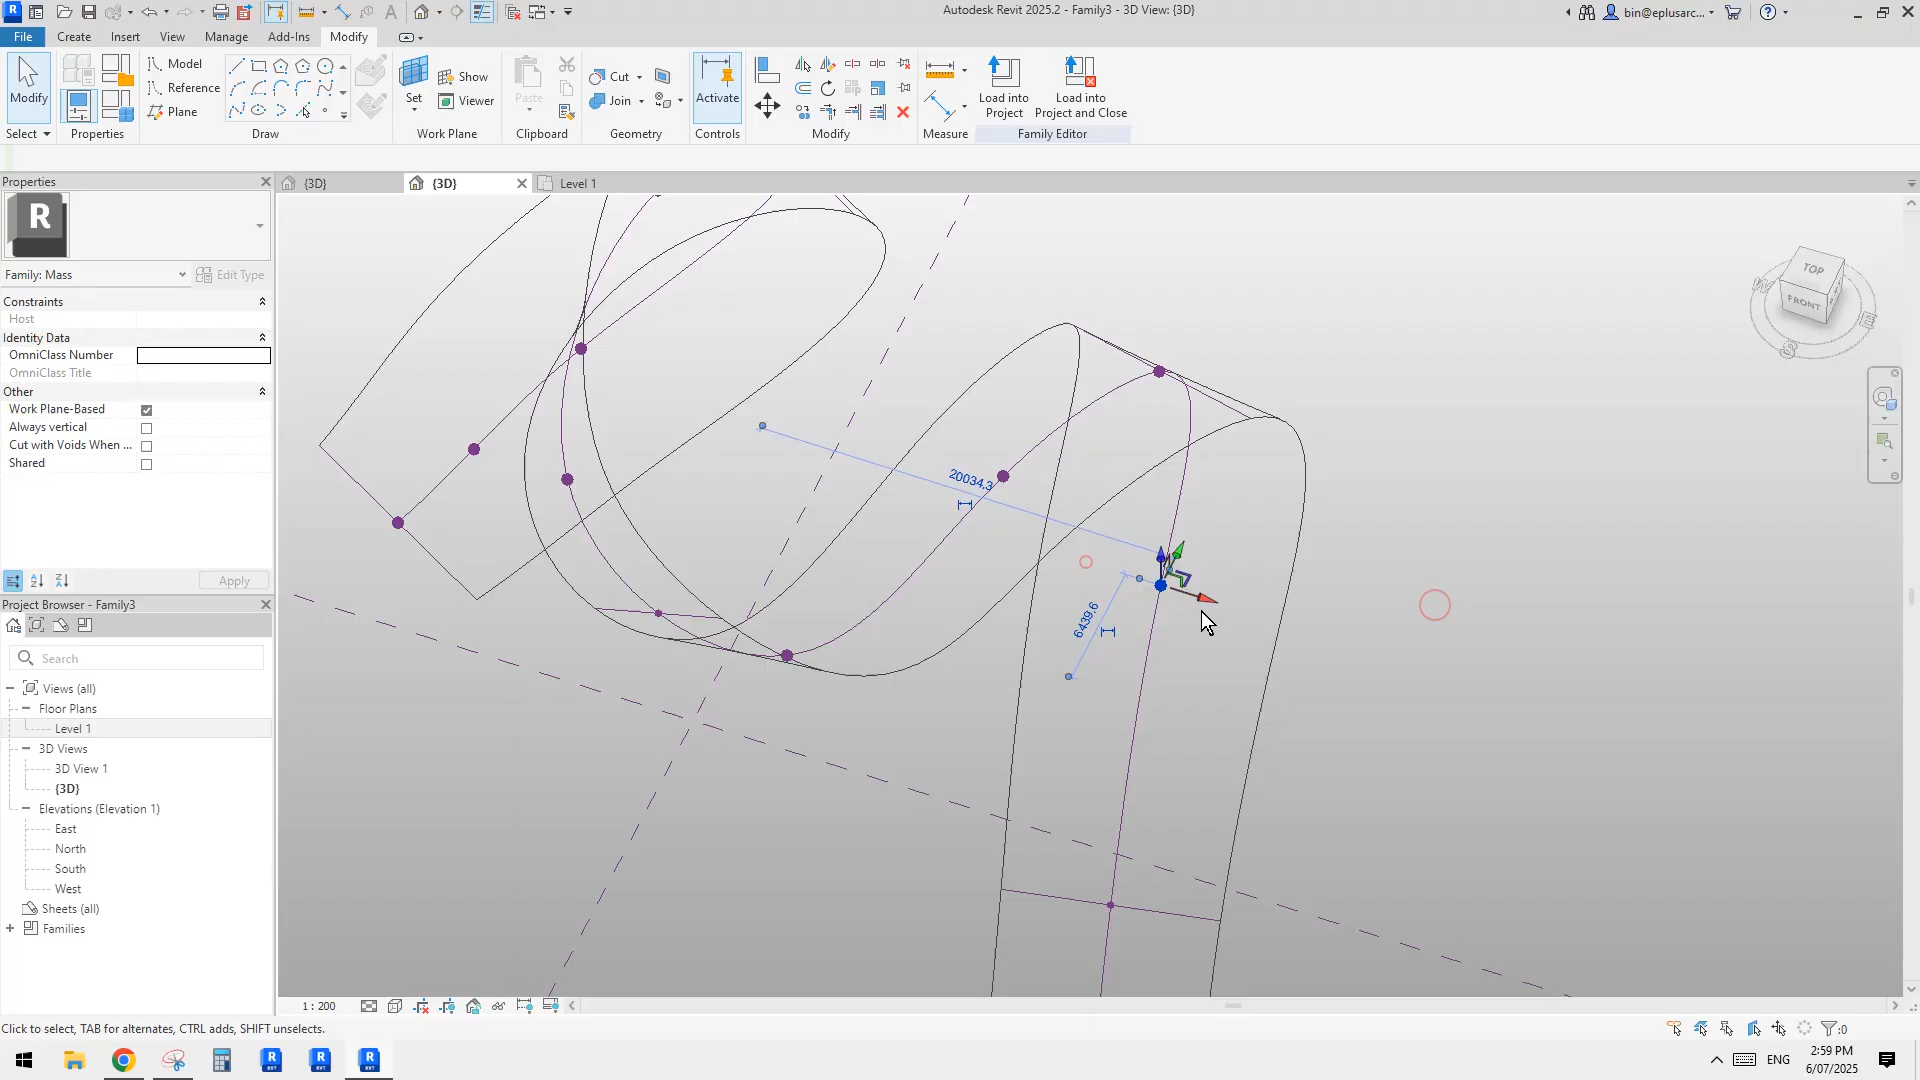 Autodesk Revit 2025.2 - Family3 - 3D View: {3D}
bin@eplusarc...
File
Create
Insert
View
Manage
Add-Ins
Modify
Modify
Model
Reference
Plane
Set
Show
Viewer
Paste
Cut
Join
Activate
Load into
Project
Load into
Project and Close
Select
Properties
Draw
Work Plane
Clipboard
Geometry
Controls
Modify
Measure
Family Editor
Properties
{3D}
{3D}
Level 1
R
Family: Mass
Edit Type
Constraints
Host
Identity Data
OmniClass Number
OmniClass Title
Other
Work Plane-Based
Always vertical
Cut with Voids When ...
Shared
Apply
Project Browser - Family3
Search
Views (all)
Floor Plans
Level 1
3D Views
3D View 1
{3D}
Elevations (Elevation 1)
East
North
South
West
Sheets (all)
Families
20034.3
6439.6
TOP
FRONT
1 : 200
Click to select, TAB for alternates, CTRL adds, SHIFT unselects.
:0
ENG
2:59 PM
6/07/2025